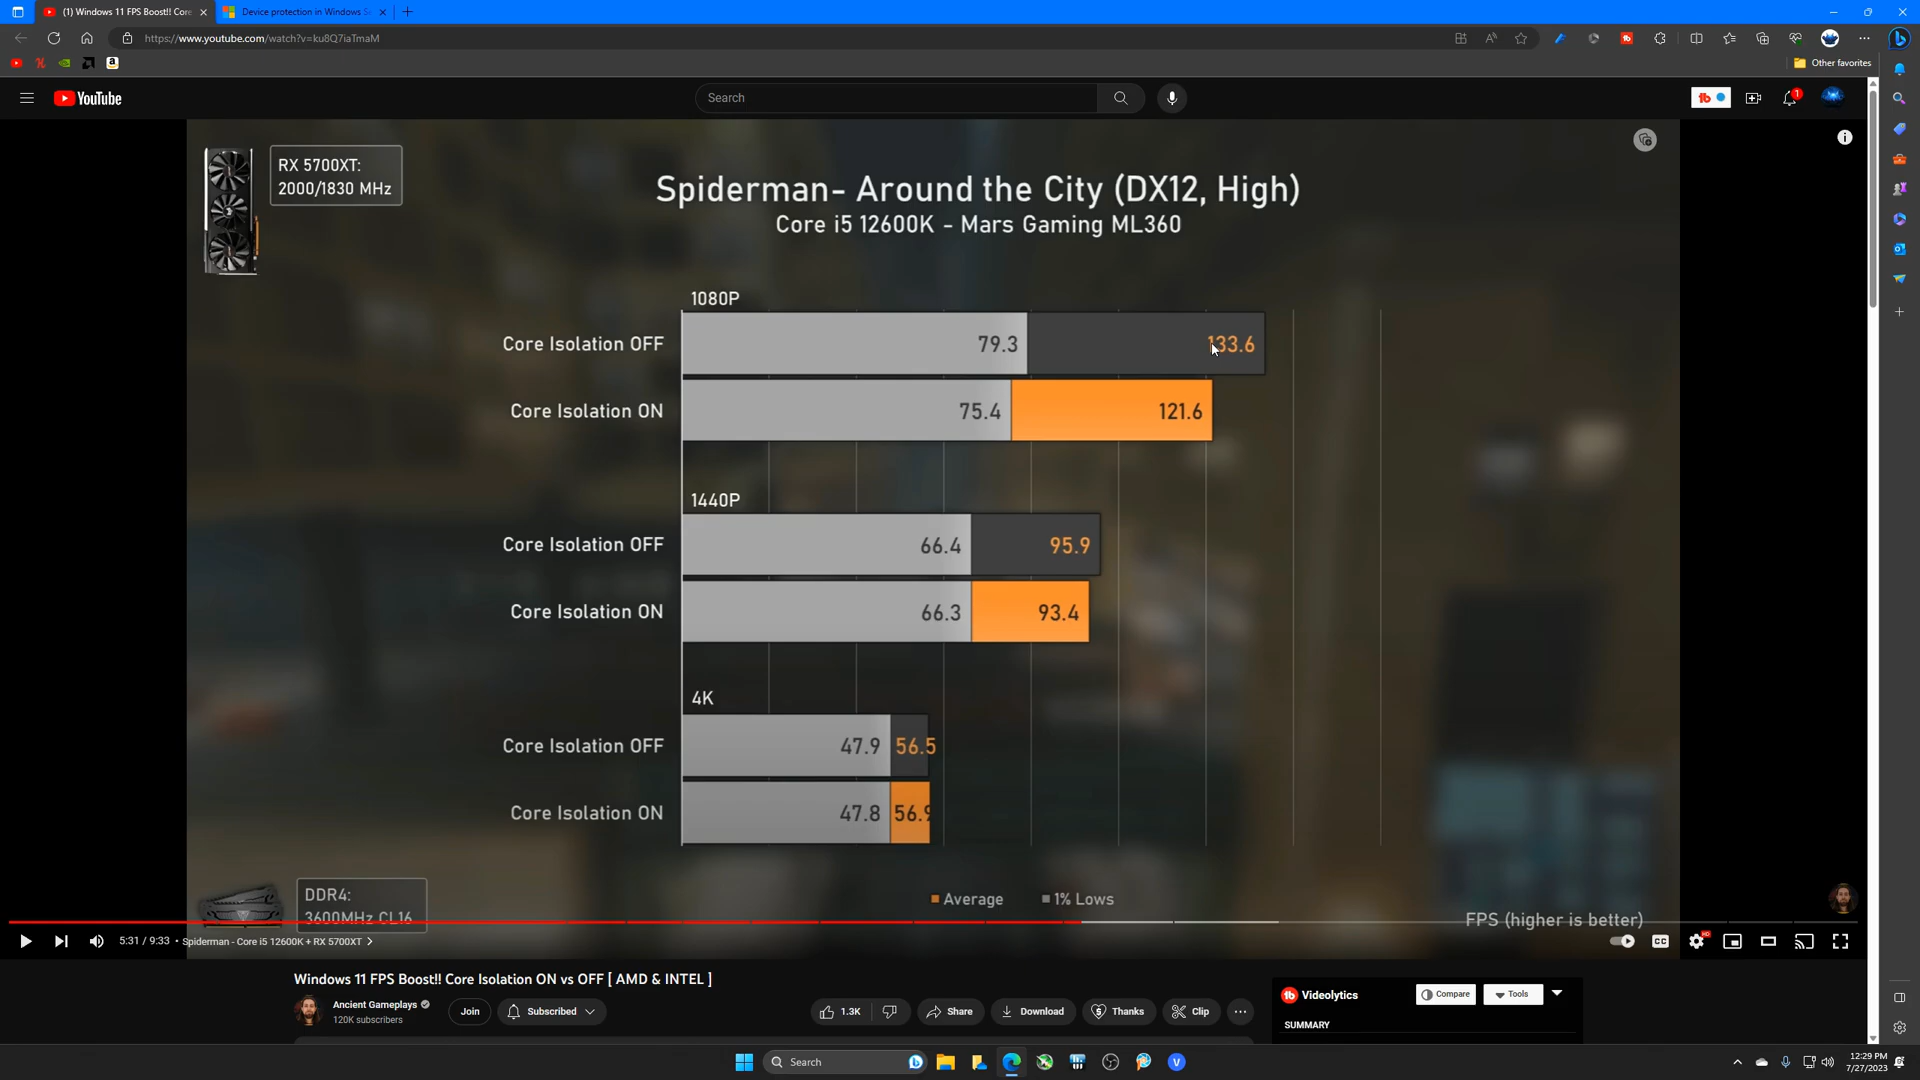 (1) Windows 11 FPS Boost!! Core
Device protection in Windows Se
https://www.youtube.com/watch?v=ku8Q7iaTmaM
Other favorites
YouTube
Search
1
RX 5700XT:
2000/1830 MHz
Spiderman- Around the City (DX12, High)
Core i5 12600K - Mars Gaming ML360
1080P
Core Isolation OFF
79.3
133.6
Core Isolation ON
75.4
121.6
1440P
Core Isolation OFF
66.4
95.9
Core Isolation ON
66.3
93.4
4K
Core Isolation OFF
47.9
56.5
Core Isolation ON
47.8
56.9
DDR4:
3600MHz CL16
Average
1% Lows
FPS (higher is better)
5:31 / 9:33 • Spiderman - Core i5 12600K + RX 5700XT
CC
HD
Windows 11 FPS Boost!! Core Isolation ON vs OFF [ AMD & INTEL ]
Ancient Gameplays
120K subscribers
Join
Subscribed
1.3K
Share
Download
Thanks
Clip
tb Videolytics
Compare
Tools
SUMMARY
Search
12:29 PM
7/27/2023